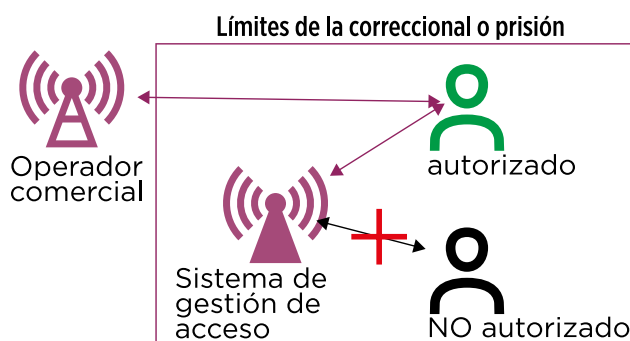 Límites de la correccional o prisión
Operador
comercial
autorizado
Sistema de
gestión de
acceso
NO autorizado